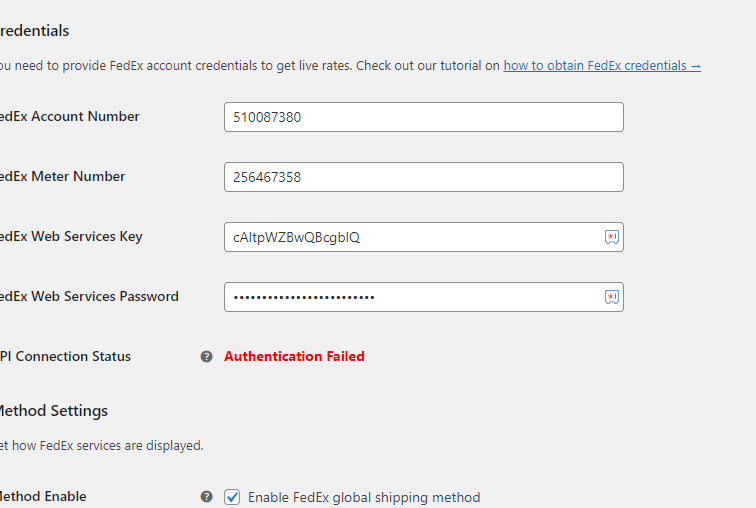 redentials
ou need to provide FedEx account credentials to get live rates. Check out our tutorial on how to obtain FedEx credentials →
edEx Account Number
510087380
edEx Meter Number
256467358
edEx Web Services Key
cAltpWZBwQBcgblQ
edEx Web Services Password
•••••••••••••••••••••••••
PI Connection Status
Authentication Failed
Method Settings
et how FedEx services are displayed.
Method Enable
Enable FedEx global shipping method